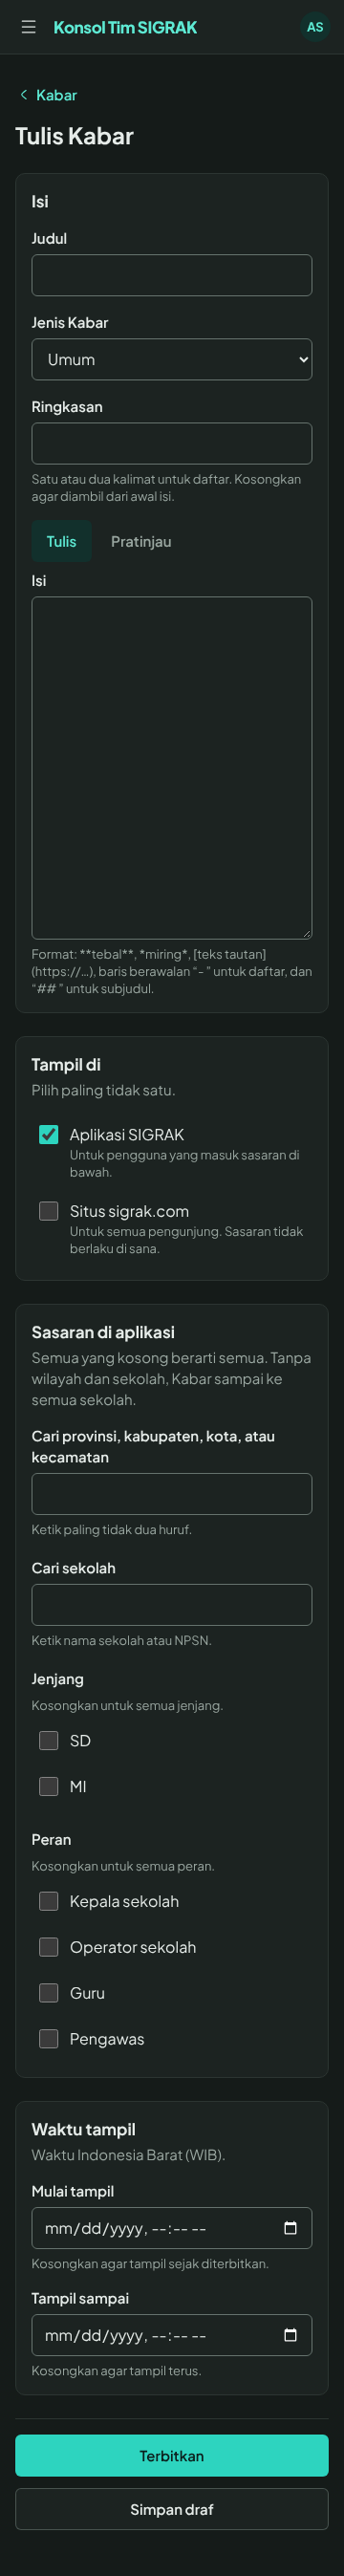 Konsol Tim SIGRAK
AS
Kabar
Tulis Kabar
Isi
Judul
Jenis Kabar
Umum
Ringkasan
Satu atau dua kalimat untuk daftar. Kosongkan
agar diambil dari awal isi.
Tulis
Pratinjau
Isi
Format: **tebal**, *miring*, [teks tautan]
(https://…), baris berawalan “- ” untuk daftar, dan
“## ” untuk subjudul.
Tampil di
Pilih paling tidak satu.
Aplikasi SIGRAK
Untuk pengguna yang masuk sasaran di
bawah.
Situs sigrak.com
Untuk semua pengunjung. Sasaran tidak
berlaku di sana.
Sasaran di aplikasi
Semua yang kosong berarti semua. Tanpa
wilayah dan sekolah, Kabar sampai ke
semua sekolah.
Cari provinsi, kabupaten, kota, atau
kecamatan
Ketik paling tidak dua huruf.
Cari sekolah
Ketik nama sekolah atau NPSN.
Jenjang
Kosongkan untuk semua jenjang.
SD
MI
Peran
Kosongkan untuk semua peran.
Kepala sekolah
Operator sekolah
Guru
Pengawas
Waktu tampil
Waktu Indonesia Barat (WIB).
Mulai tampil
mm/dd/yyyy, --:-- --
Kosongkan agar tampil sejak diterbitkan.
Tampil sampai
mm/dd/yyyy, --:-- --
Kosongkan agar tampil terus.
Terbitkan
Simpan draf